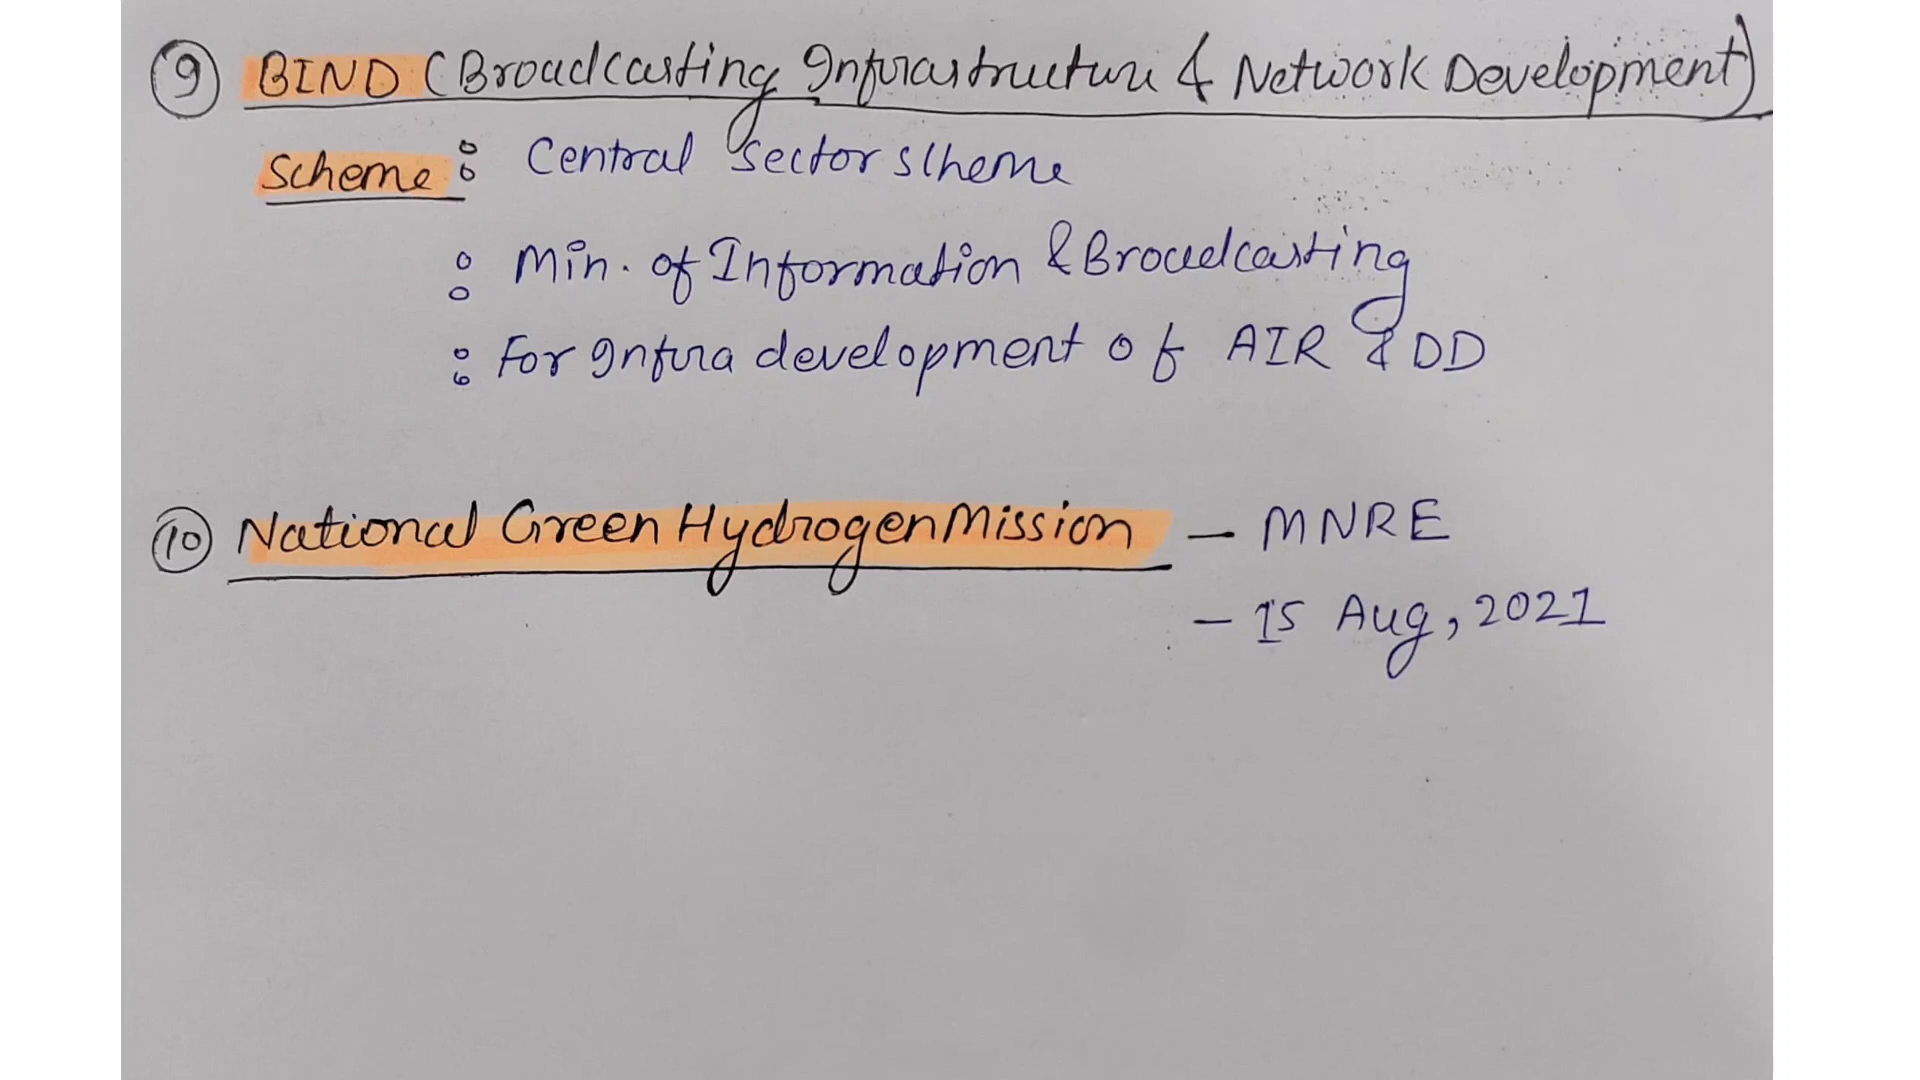 9 BIND (Broadcasting Infrastructure & Network Development)
Scheme : Central Sector Scheme
: Min. of Information & Broadcasting
: For Infra development of AIR & DD
10 National Green Hydrogen Mission - MNRE
- 15 Aug, 2021